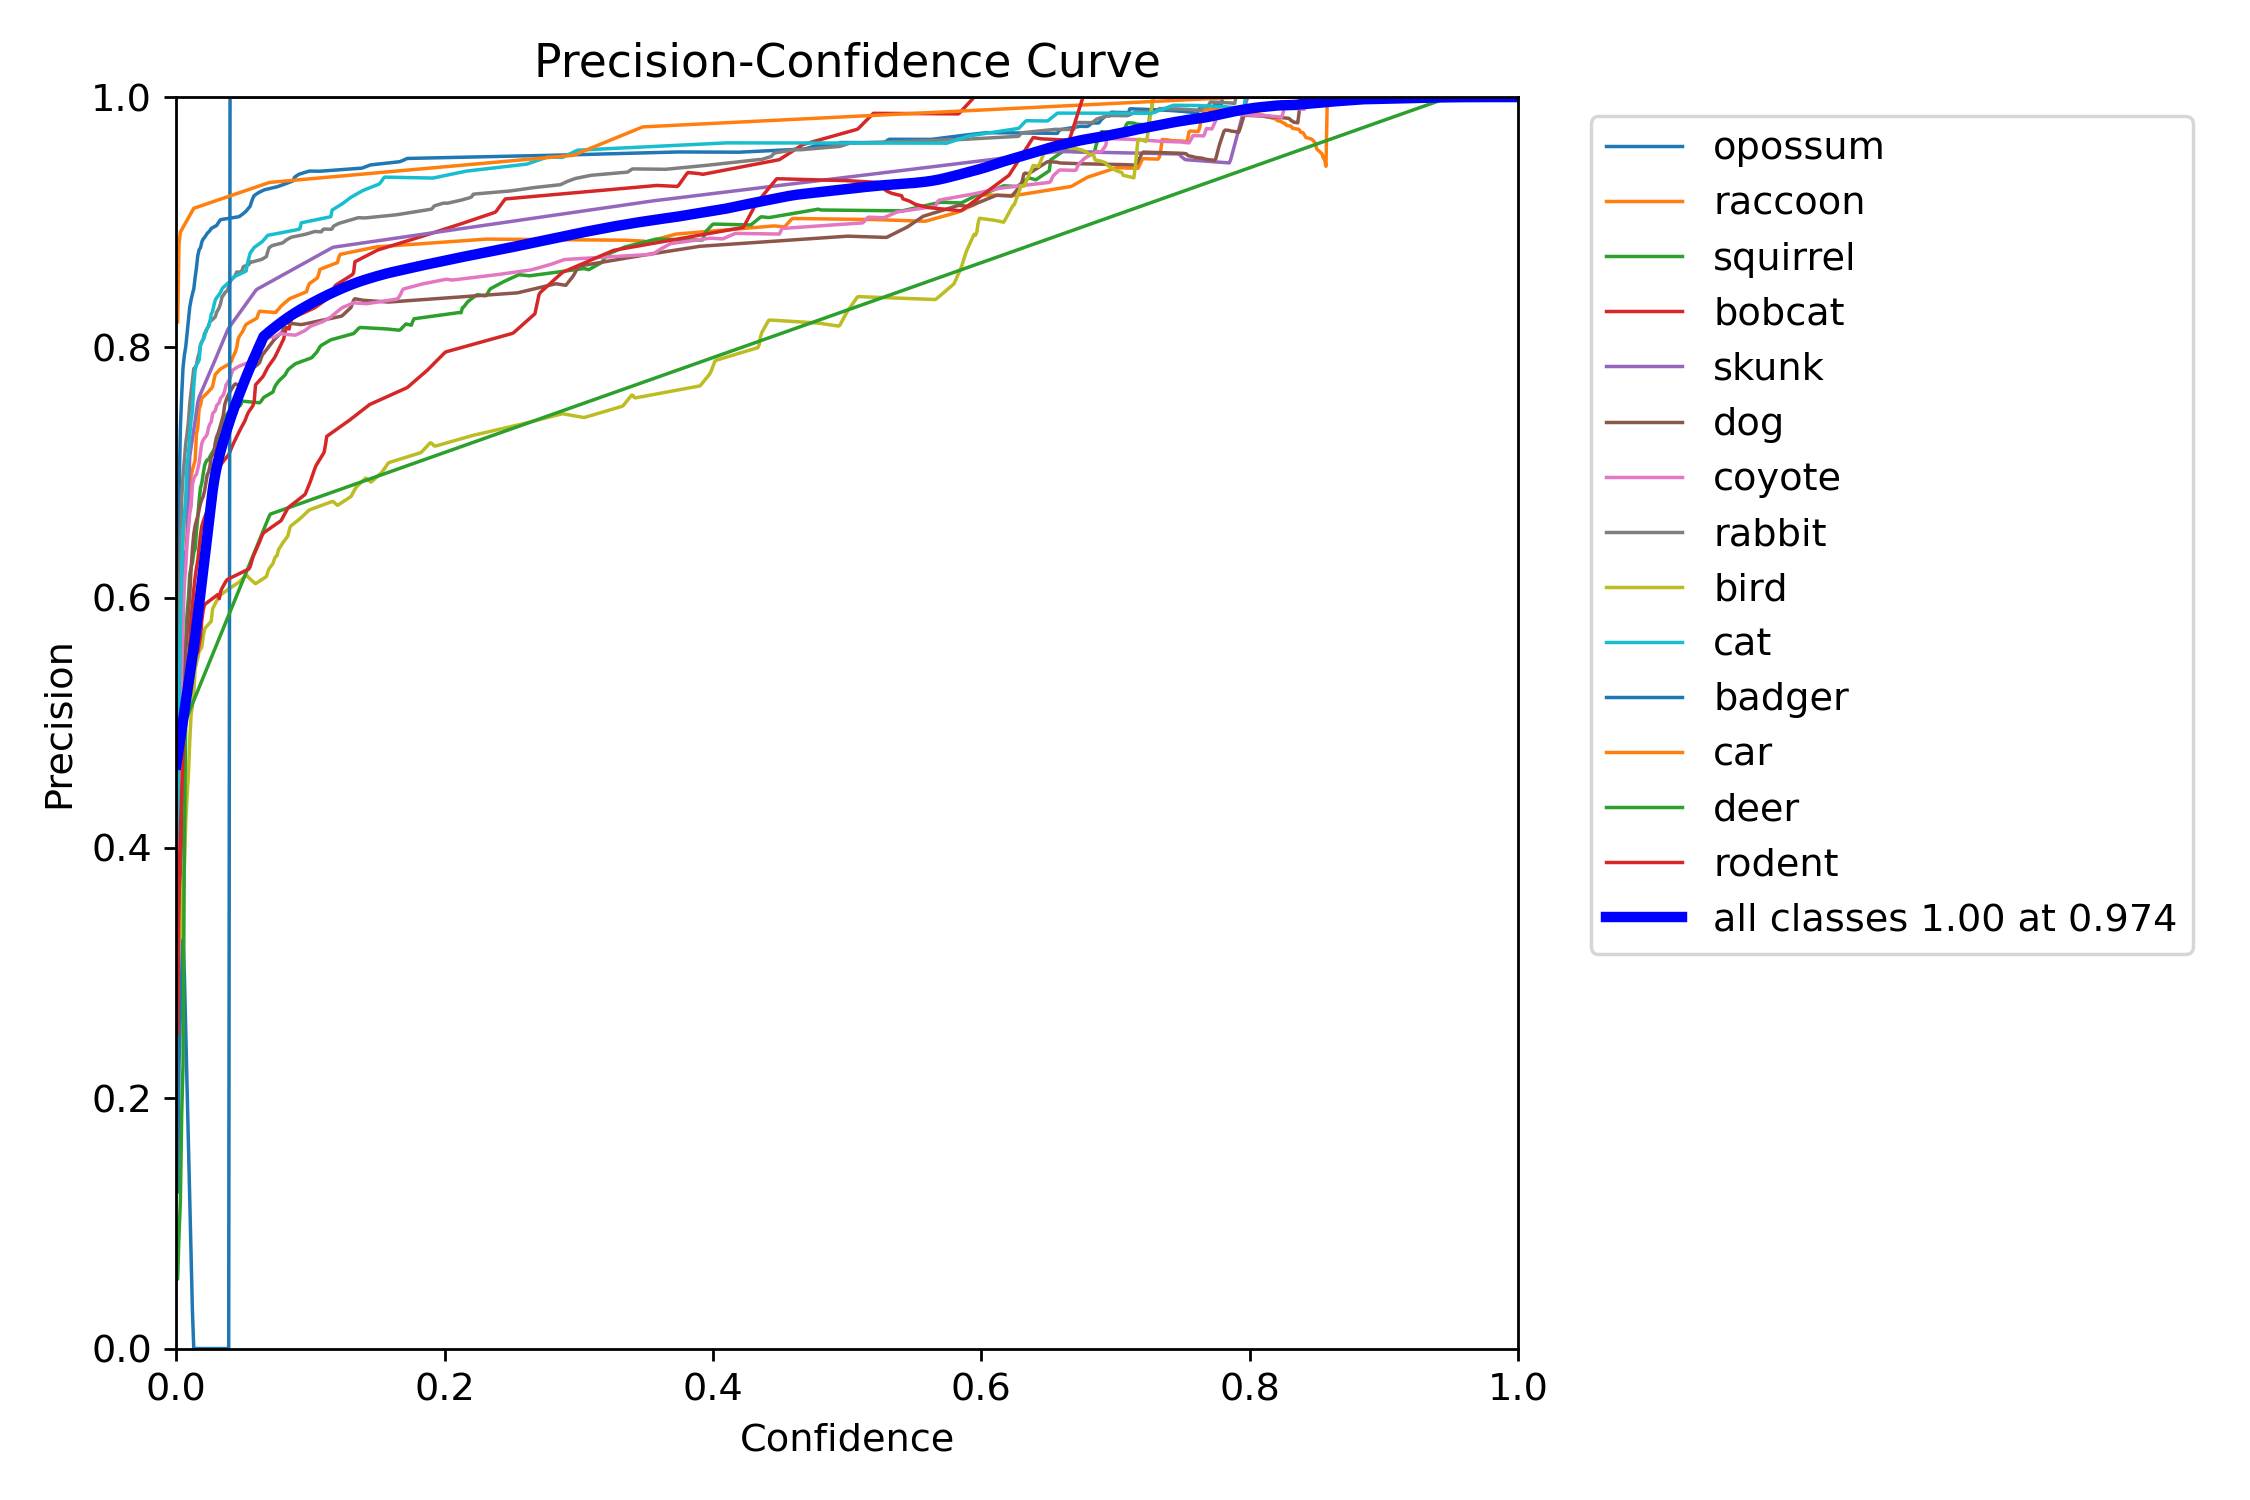 Precision-Confidence Curve
1.0
0.8
0.6
0.4
0.2
0.0
Precision
0.0 0.2 0.4 0.6 0.8 1.0
Confidence
opossum
raccoon
squirrel
bobcat
skunk
dog
coyote
rabbit
bird
cat
badger
car
deer
rodent
all classes 1.00 at 0.974